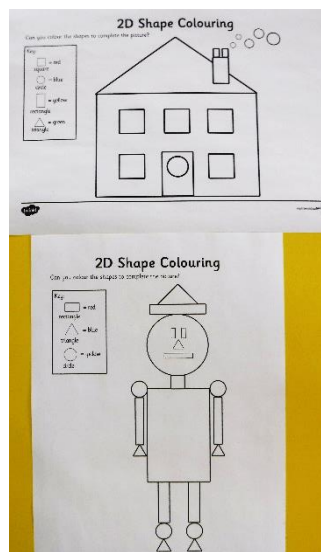 2D Shape Colouring
Can you colour the shapes to complete the picture?
Key
= red
square
= blue
circle
= yellow
rectangle
= green
triangle
2D Shape Colouring
Can you colour the shapes to complete the picture?
Key
= red
rectangle
= blue
triangle
= yellow
circle